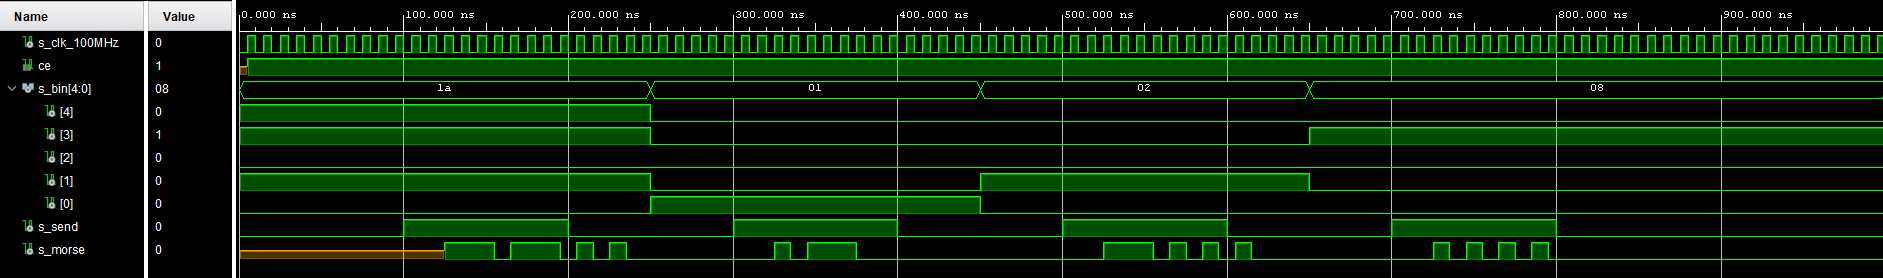 Name Value 0.000 ns 100.000 ns 200.000 ns 300.000 ns 400.000 ns 500.000 ns 600.000 ns 700.000 ns 800.000 ns 900.000 ns
s_clk_100MHz 0
ce 1
s_bin[4:0] 08 1a 01 02 08
[4] 0
[3] 1
[2] 0
[1] 0
[0] 0
s_send 0
s_morse 0